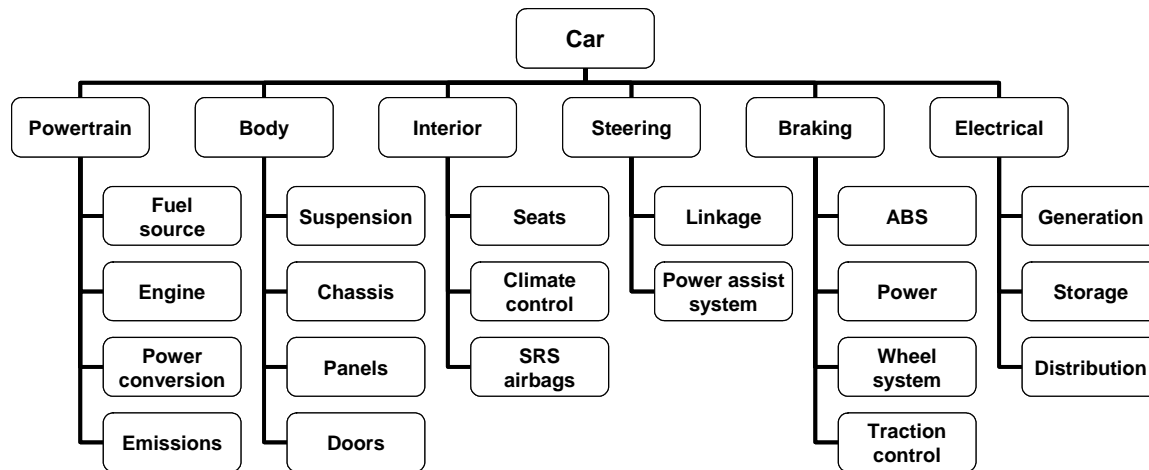 Car
Powertrain
Body
Interior
Steering
Braking
Electrical
Fuel
source
Suspension
Seats
Linkage
ABS
Generation
Engine
Chassis
Climate
control
Power assist
system
Power
Storage
Power
conversion
Panels
SRS
airbags
Wheel
system
Distribution
Emissions
Doors
Traction
control